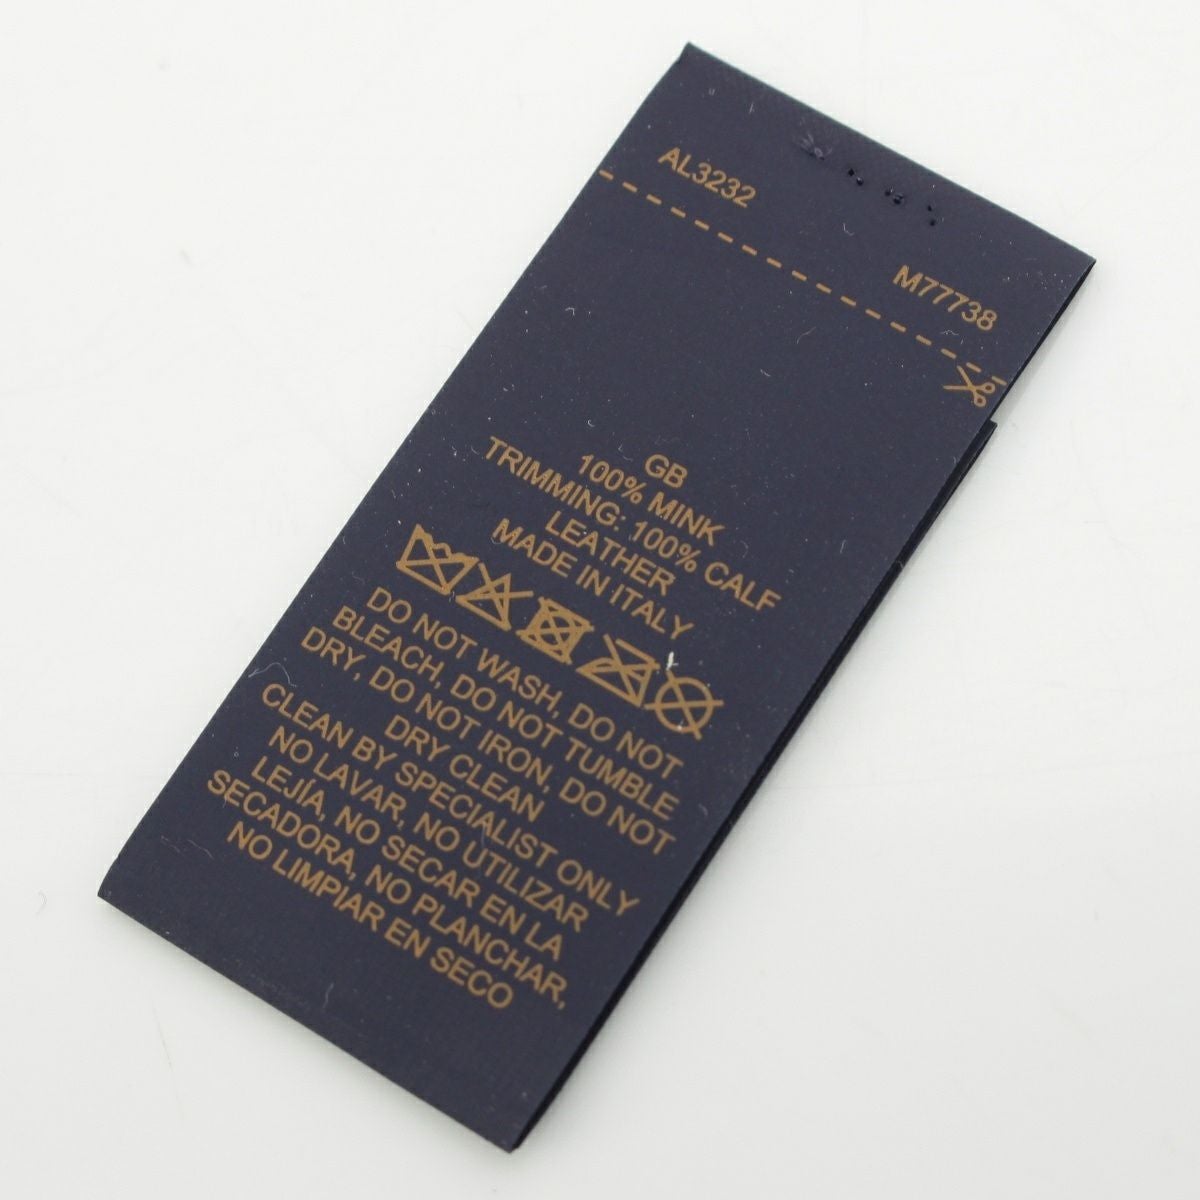 AL3232
M77738
GB
100% MINK
TRIMMING: 100% CALF
LEATHER
MADE IN ITALY
DO NOT WASH, DO NOT
BLEACH, DO NOT TUMBLE
DRY, DO NOT IRON, DO NOT
DRY CLEAN
CLEAN BY SPECIALIST ONLY
NO LAVAR, NO UTILIZAR
LEJÍA, NO SECAR EN LA
SECADORA, NO PLANCHAR,
NO LIMPIAR EN SECO